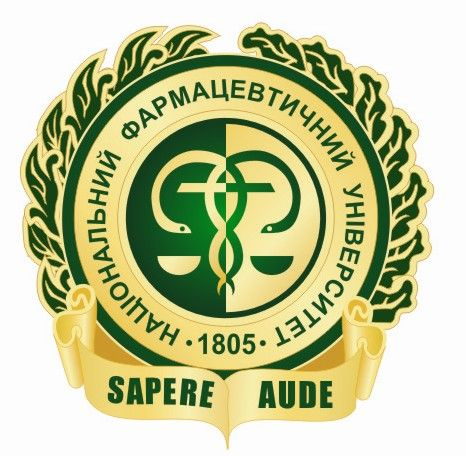 НАЦІОНАЛЬНИЙ ФАРМАЦЕВТИЧНИЙ УНІВЕРСИТЕТ
· 1805 ·
SAPERE AUDE